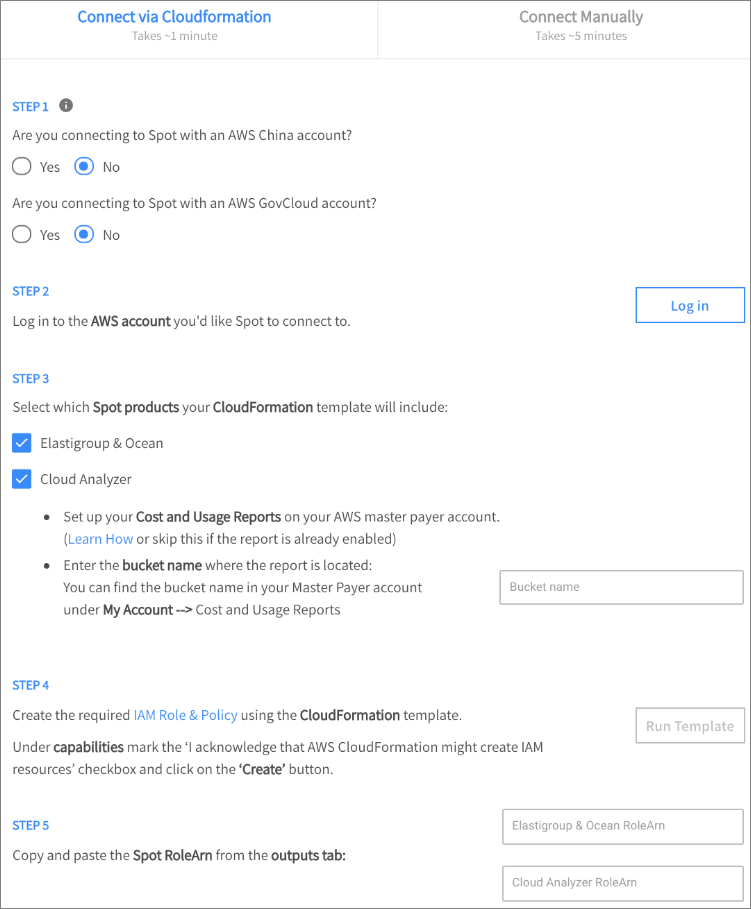 Connect via Cloudformation
Takes ~1 minute
Connect Manually
Takes ~5 minutes
STEP 1
Are you connecting to Spot with an AWS China account?
Yes No
Are you connecting to Spot with an AWS GovCloud account?
Yes No
STEP 2
Log in to the AWS account you'd like Spot to connect to.
Log in
STEP 3
Select which Spot products your CloudFormation template will include:
Elastigroup & Ocean
Cloud Analyzer
• Set up your Cost and Usage Reports on your AWS master payer account.
(Learn How or skip this if the report is already enabled)
• Enter the bucket name where the report is located:
You can find the bucket name in your Master Payer account
under My Account --> Cost and Usage Reports
Bucket name
STEP 4
Create the required IAM Role & Policy using the CloudFormation template.
Run Template
Under capabilities mark the ‘I acknowledge that AWS CloudFormation might create IAM
resources’ checkbox and click on the ‘Create’ button.
STEP 5
Copy and paste the Spot RoleArn from the outputs tab:
Elastigroup & Ocean RoleArn
Cloud Analyzer RoleArn